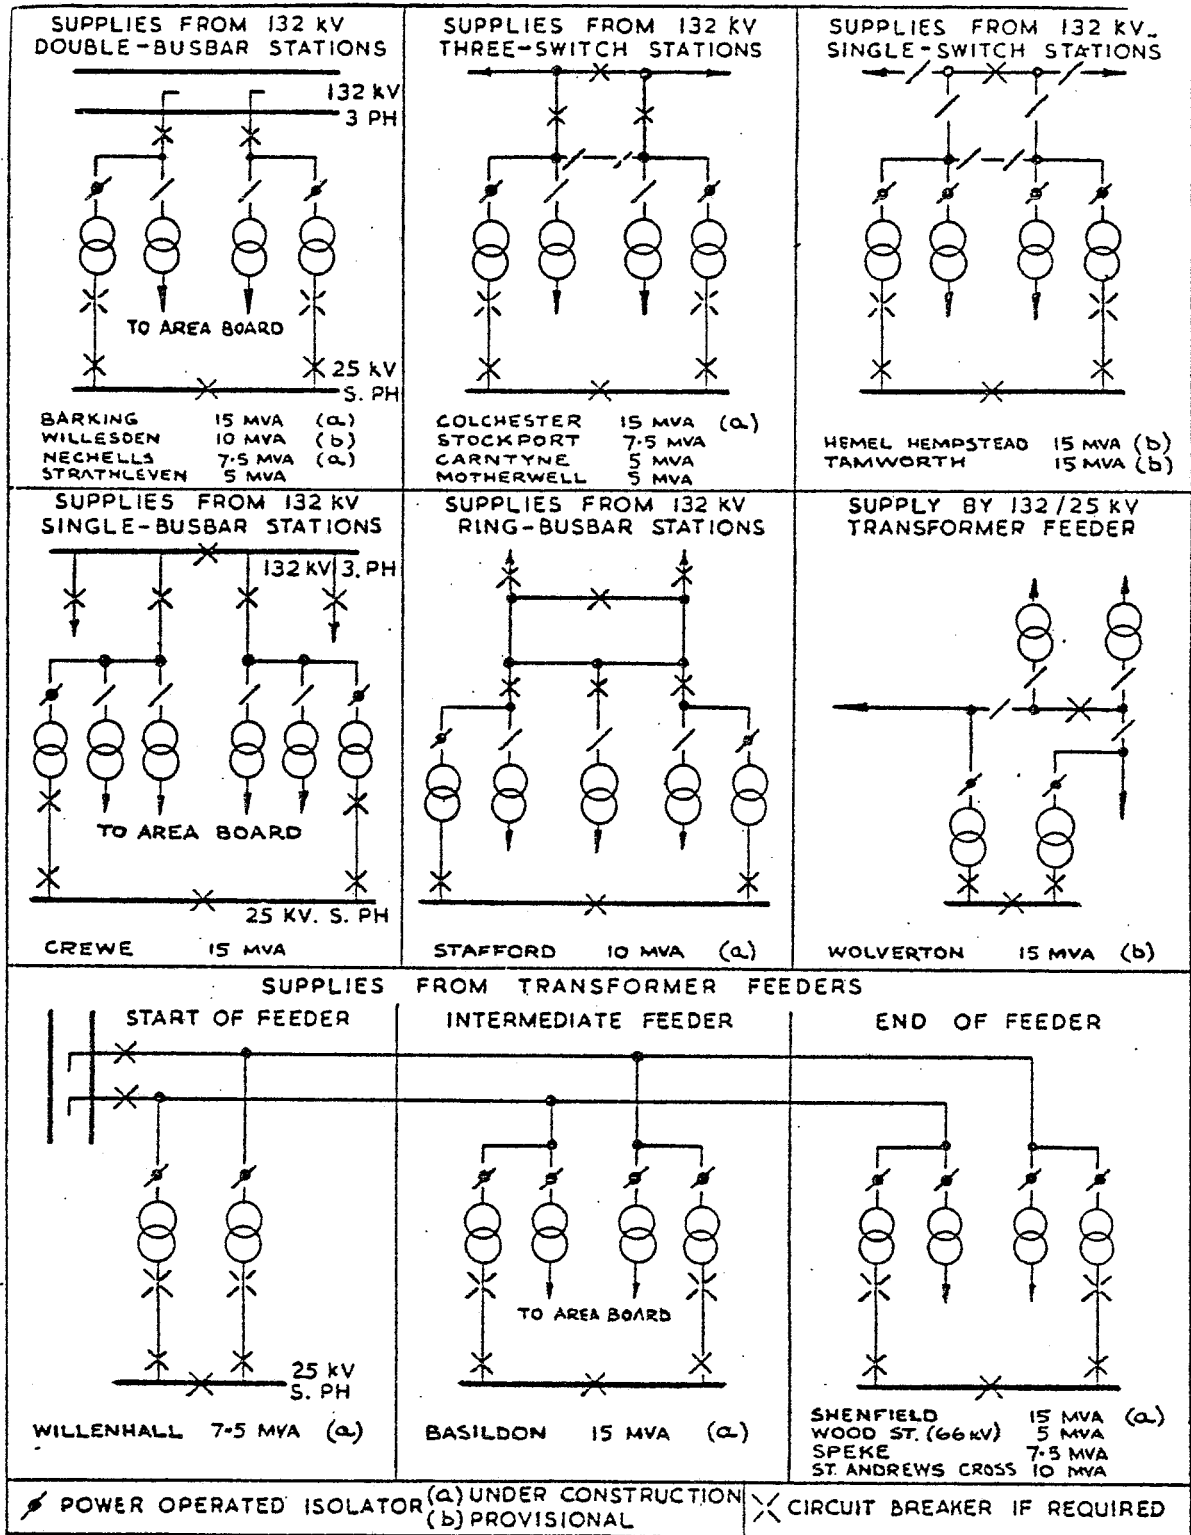 SUPPLIES FROM 132 KV
DOUBLE-BUSBAR STATIONS
132 KV
3 PH
TO AREA BOARD
25 KV
S. PH
BARKING 15 MVA (a)
WILLESDEN 10 MVA (b)
NECHELLS 7.5 MVA (a)
STRATHLEVEN 5 MVA
SUPPLIES FROM 132 KV
THREE-SWITCH STATIONS
COLCHESTER 15 MVA (a)
STOCKPORT 7.5 MVA
CARNTYNE 5 MVA
MOTHERWELL 5 MVA
SUPPLIES FROM 132 KV
SINGLE-SWITCH STATIONS
HEMEL HEMPSTEAD 15 MVA (b)
TAMWORTH 15 MVA (b)
SUPPLIES FROM 132 KV
SINGLE-BUSBAR STATIONS
132 KV 3. PH
TO AREA BOARD
25 KV. S. PH
CREWE 15 MVA
SUPPLIES FROM 132 KV
RING-BUSBAR STATIONS
STAFFORD 10 MVA (a)
SUPPLY BY 132/25 KV
TRANSFORMER FEEDER
WOLVERTON 15 MVA (b)
SUPPLIES FROM TRANSFORMER FEEDERS
START OF FEEDER
25 KV
S. PH
WILLENHALL 7.5 MVA (a)
INTERMEDIATE FEEDER
TO AREA BOARD
BASILDON 15 MVA (a)
END OF FEEDER
SHENFIELD 15 MVA (a)
WOOD ST. (66 KV) 5 MVA
SPEKE 7.5 MVA
ST. ANDREWS CROSS 10 MVA
POWER OPERATED ISOLATOR
(a) UNDER CONSTRUCTION
(b) PROVISIONAL
CIRCUIT BREAKER IF REQUIRED